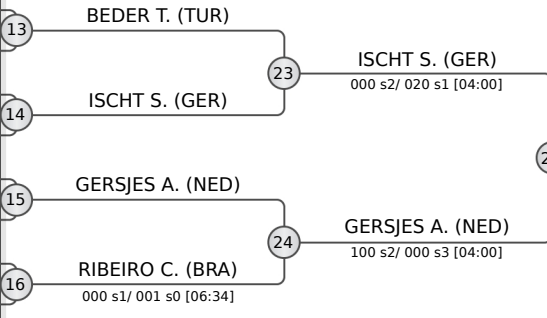 BEDER T. (TUR)
13
ISCHT S. (GER)
23
000 s2/ 020 s1 [04:00]
ISCHT S. (GER)
14
2
GERSJES A. (NED)
15
GERSJES A. (NED)
24
100 s2/ 000 s3 [04:00]
RIBEIRO C. (BRA)
16
000 s1/ 001 s0 [06:34]